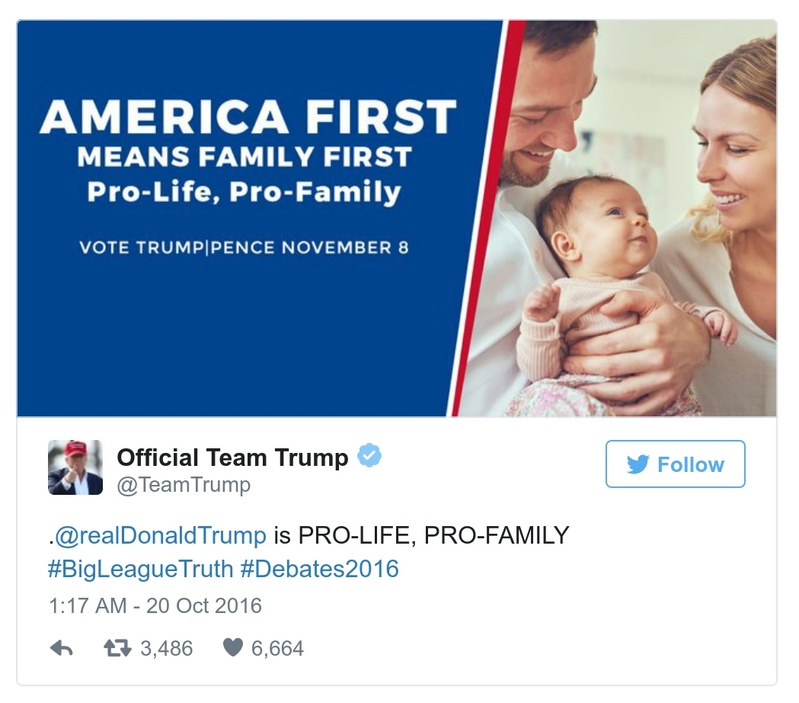 AMERICA FIRST
MEANS FAMILY FIRST
Pro-Life, Pro-Family
VOTE TRUMP|PENCE NOVEMBER 8
Official Team Trump
@TeamTrump
Follow
.@realDonaldTrump is PRO-LIFE, PRO-FAMILY
#BigLeagueTruth #Debates2016
1:17 AM - 20 Oct 2016
3,486 6,664